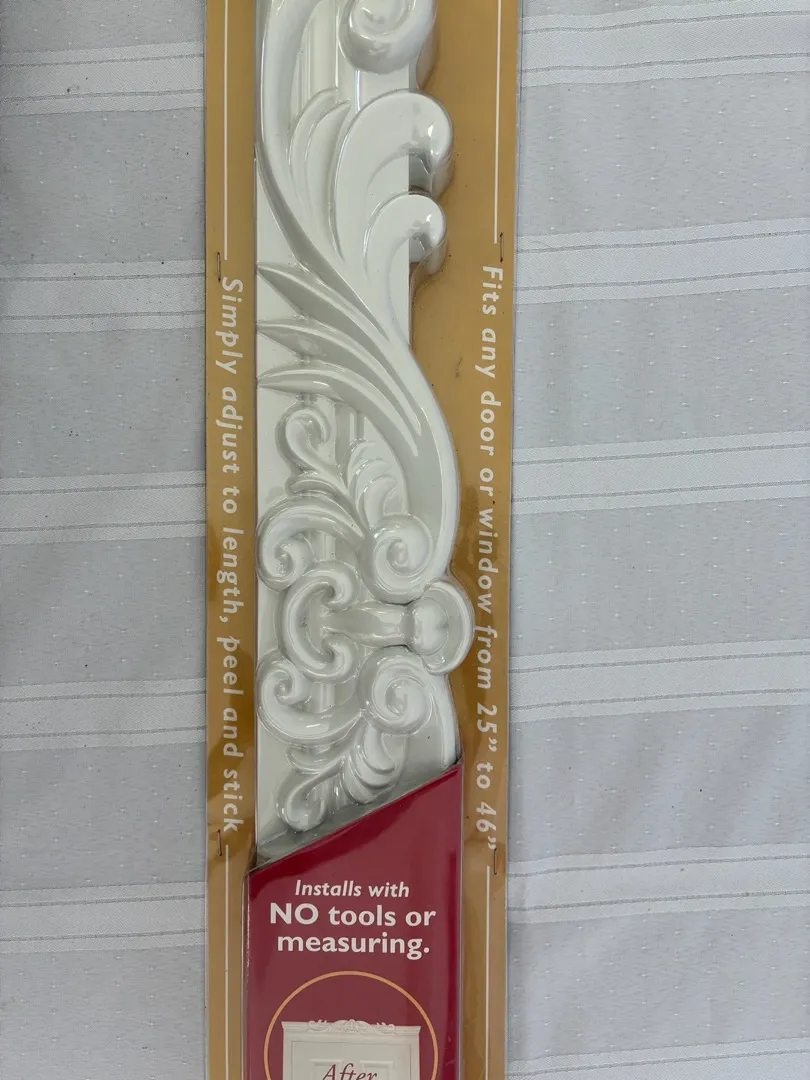 Simply adjust to length, peel and stick
Fits any door or window from 25” to 46”
Installs with
NO tools or
measuring.
After